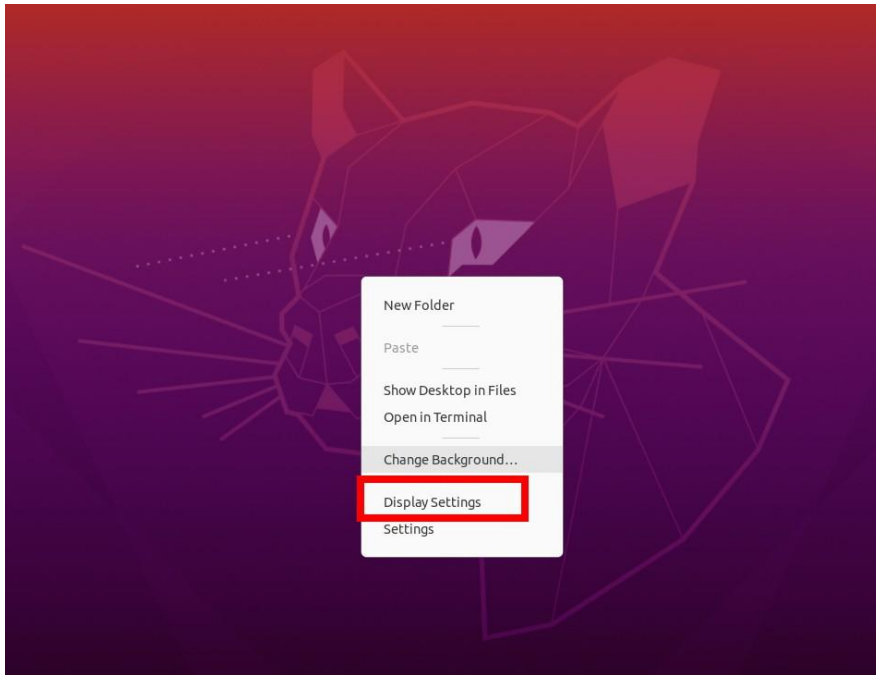 New Folder
Paste
Show Desktop in Files
Open in Terminal
Change Background…
Display Settings
Settings